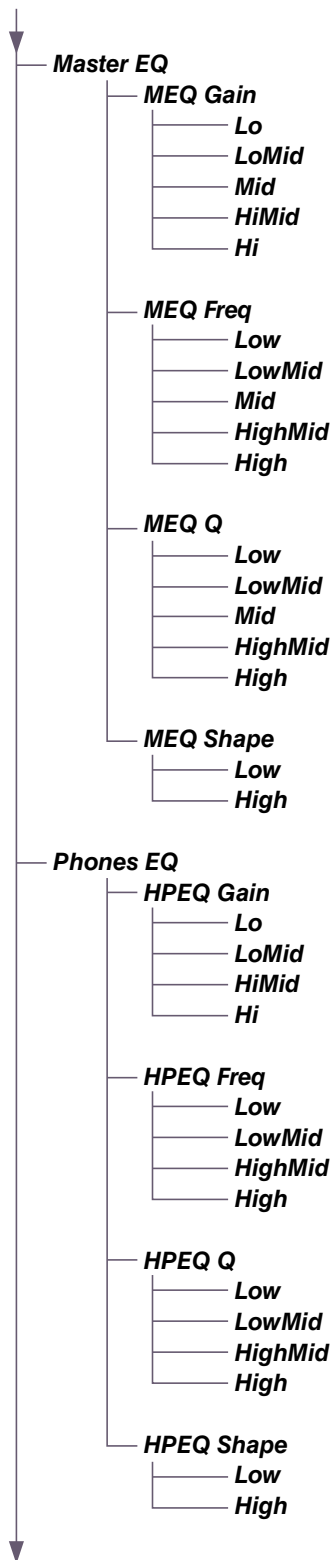 Master EQ
MEQ Gain
Lo
LoMid
Mid
HiMid
Hi
MEQ Freq
Low
LowMid
Mid
HighMid
High
MEQ Q
Low
LowMid
Mid
HighMid
High
MEQ Shape
Low
High
Phones EQ
HPEQ Gain
Lo
LoMid
HiMid
Hi
HPEQ Freq
Low
LowMid
HighMid
High
HPEQ Q
Low
LowMid
HighMid
High
HPEQ Shape
Low
High